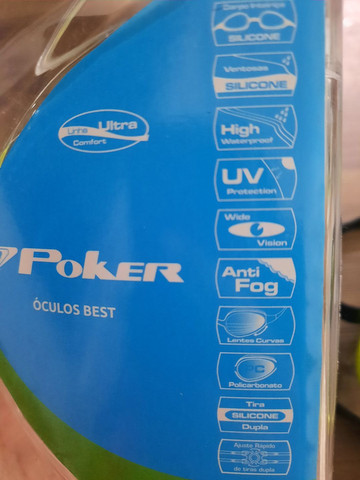 Corpo Inteiriço
SILICONE
Ventosas
SILICONE
Linha Ultra
Comfort
High
Waterproof
UV
Protection
Wide
Vision
POKER
Anti
Fog
ÓCULOS BEST
Lentes Curvas
PC
Policarbonato
Tira
SILICONE
Dupla
Ajuste Rápido
de tiras dupla